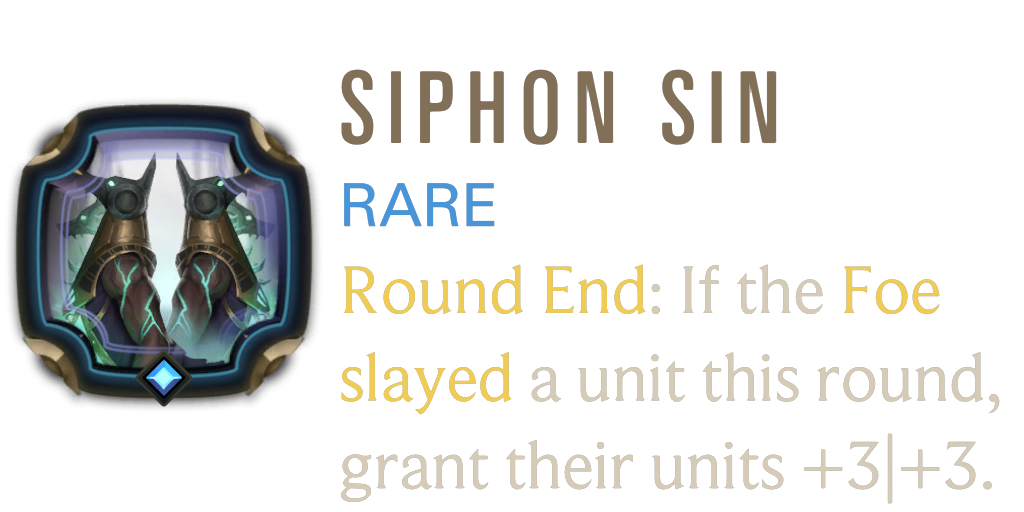 SIPHON SIN
RARE
Round End: If the Foe
slayed a unit this round,
grant their units +3|+3.